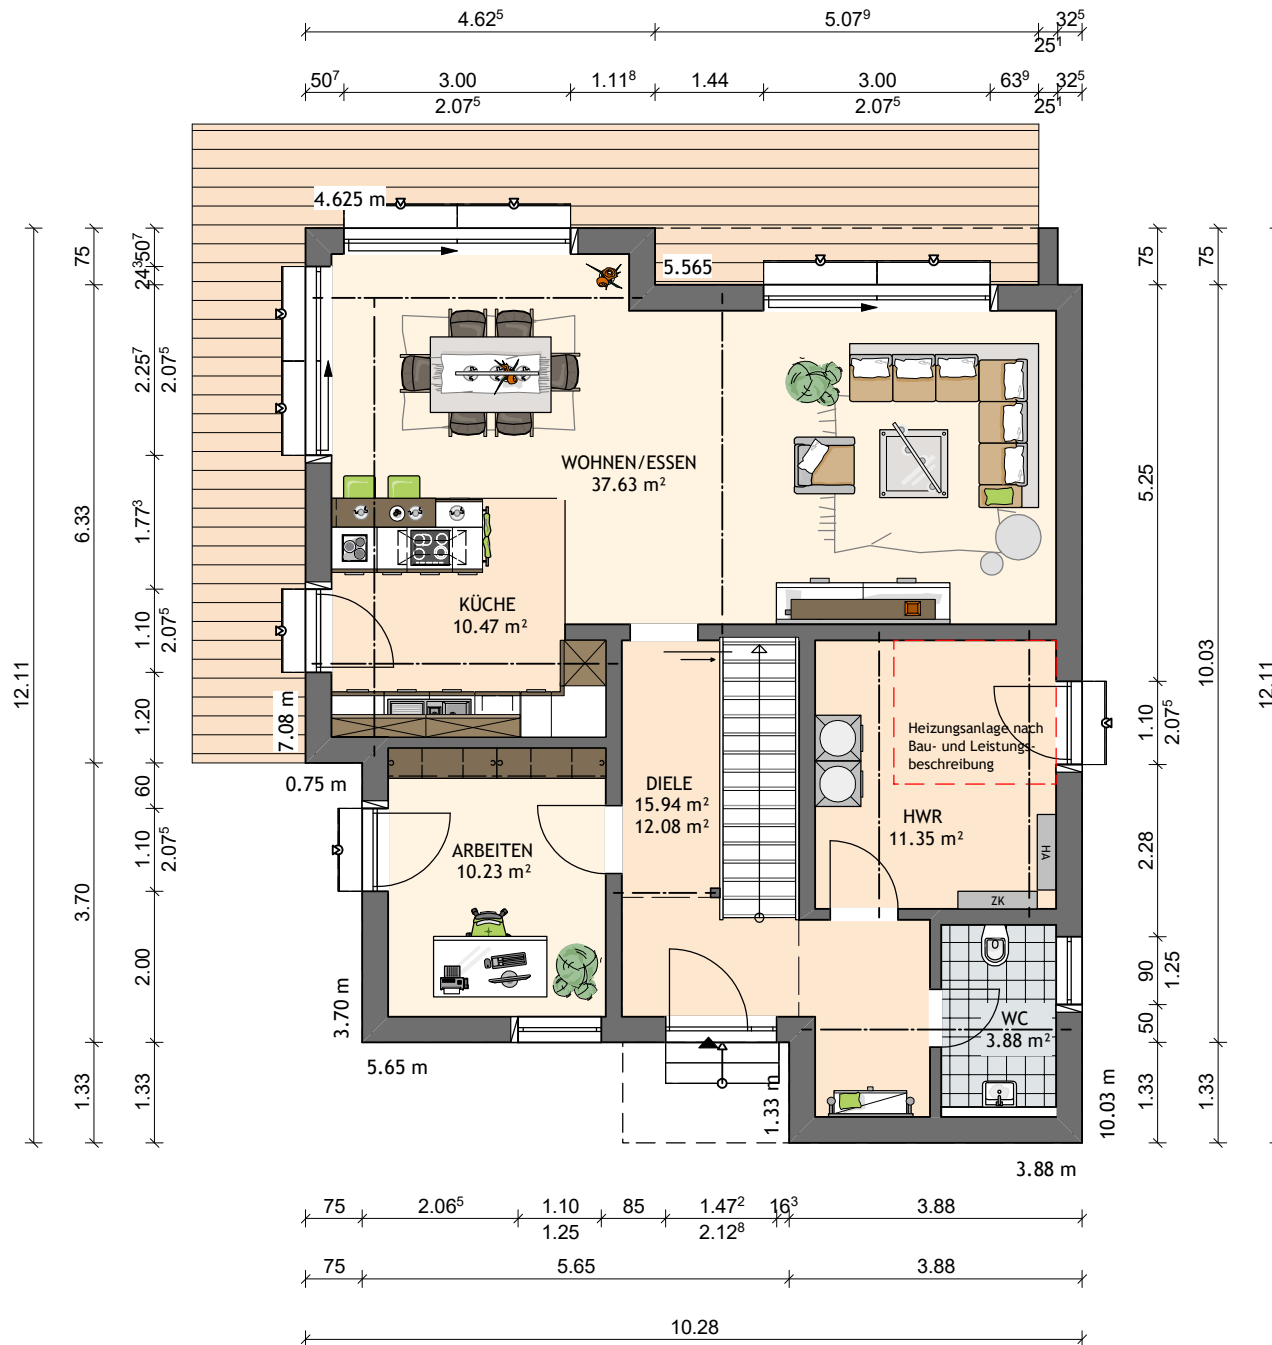 4.62⁵ 5.07⁹ 32⁵
25¹
50⁷ 3.00 1.11⁸ 1.44 3.00 63⁹ 32⁵
2.07⁵ 2.07⁵ 25¹
4.625 m
5.565
75
50⁷
24³
75
75
2.25⁷
2.07⁵
WOHNEN/ESSEN
37.63 m²
6.33
1.77³
5.25
10.03
KÜCHE
10.47 m²
1.10
2.07⁵
12.11
12.11
1.20
7.08 m
1.10
2.07⁵
Heizungsanlage nach
Bau- und Leistungs-
beschreibung
0.75 m
60
DIELE
15.94 m²
12.08 m²
HWR
11.35 m²
ARBEITEN
10.23 m²
1.10
2.07⁵
2.28
HA
ZK
3.70
2.00
3.70 m
90
1.25
WC
3.88 m²
50
5.65 m
1.33
1.33
1.33 m
10.03 m
1.33
1.33
3.88 m
75 2.06⁵ 1.10 85 1.47² 16³ 3.88
1.25 2.12⁸
75 5.65 3.88
10.28